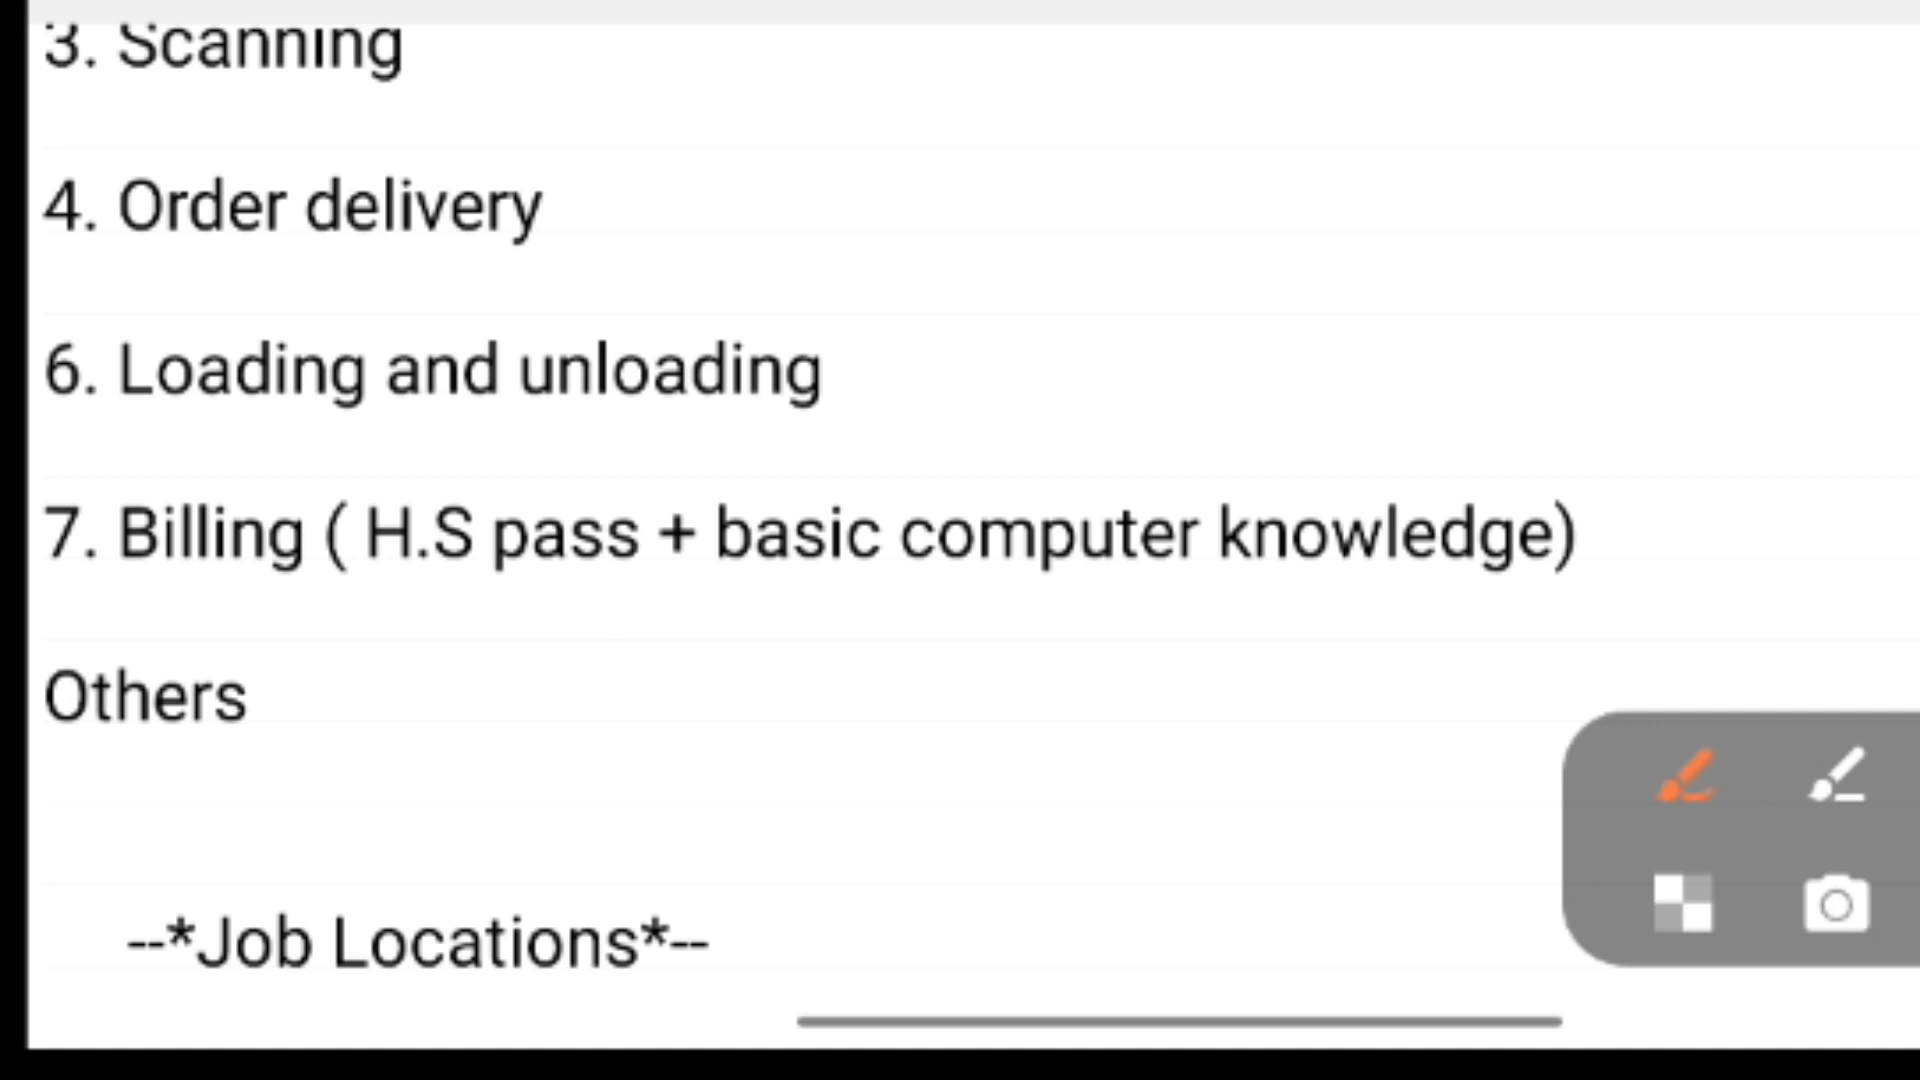 3. Scanning
4. Order delivery
6. Loading and unloading
7. Billing ( H.S pass + basic computer knowledge)
Others
--*Job Locations*--